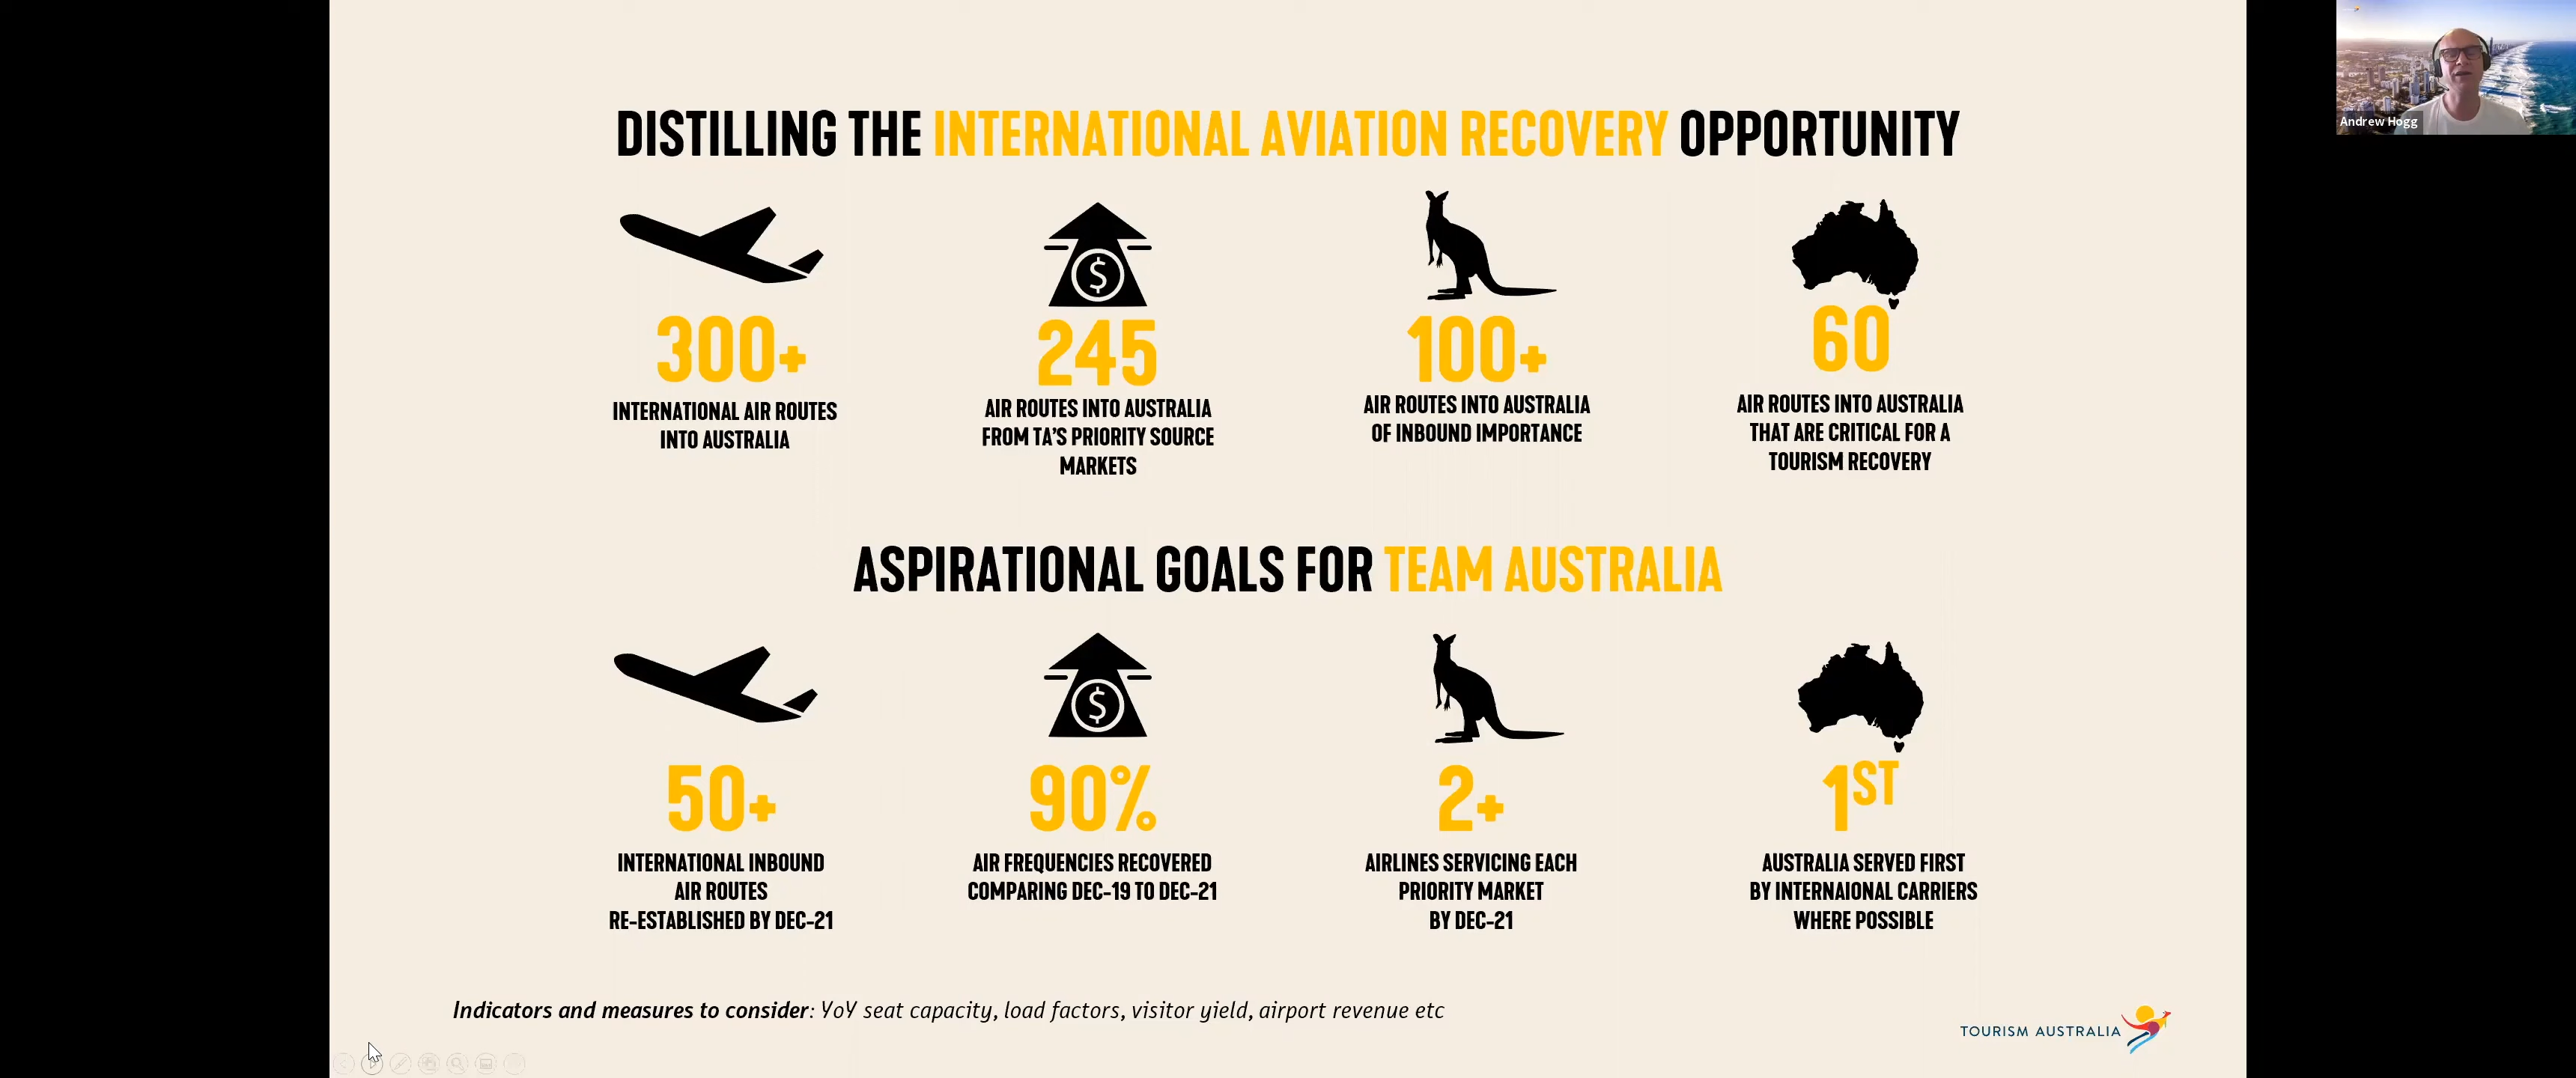 DISTILLING THE INTERNATIONAL AVIATION RECOVERY OPPORTUNITY
Andrew Hogg
$
300+
INTERNATIONAL AIR ROUTES
INTO AUSTRALIA
245
AIR ROUTES INTO AUSTRALIA
FROM TA'S PRIORITY SOURCE
MARKETS
100+
AIR ROUTES INTO AUSTRALIA
OF INBOUND IMPORTANCE
60
AIR ROUTES INTO AUSTRALIA
THAT ARE CRITICAL FOR A
TOURISM RECOVERY
ASPIRATIONAL GOALS FOR TEAM AUSTRALIA
$
50+
INTERNATIONAL INBOUND
AIR ROUTES
RE-ESTABLISHED BY DEC-21
90%
AIR FREQUENCIES RECOVERED
COMPARING DEC-19 TO DEC-21
2+
AIRLINES SERVICING EACH
PRIORITY MARKET
BY DEC-21
1ST
AUSTRALIA SERVED FIRST
BY INTERNAIONAL CARRIERS
WHERE POSSIBLE
Indicators and measures to consider: YoY seat capacity, load factors, visitor yield, airport revenue etc
TOURISM AUSTRALIA